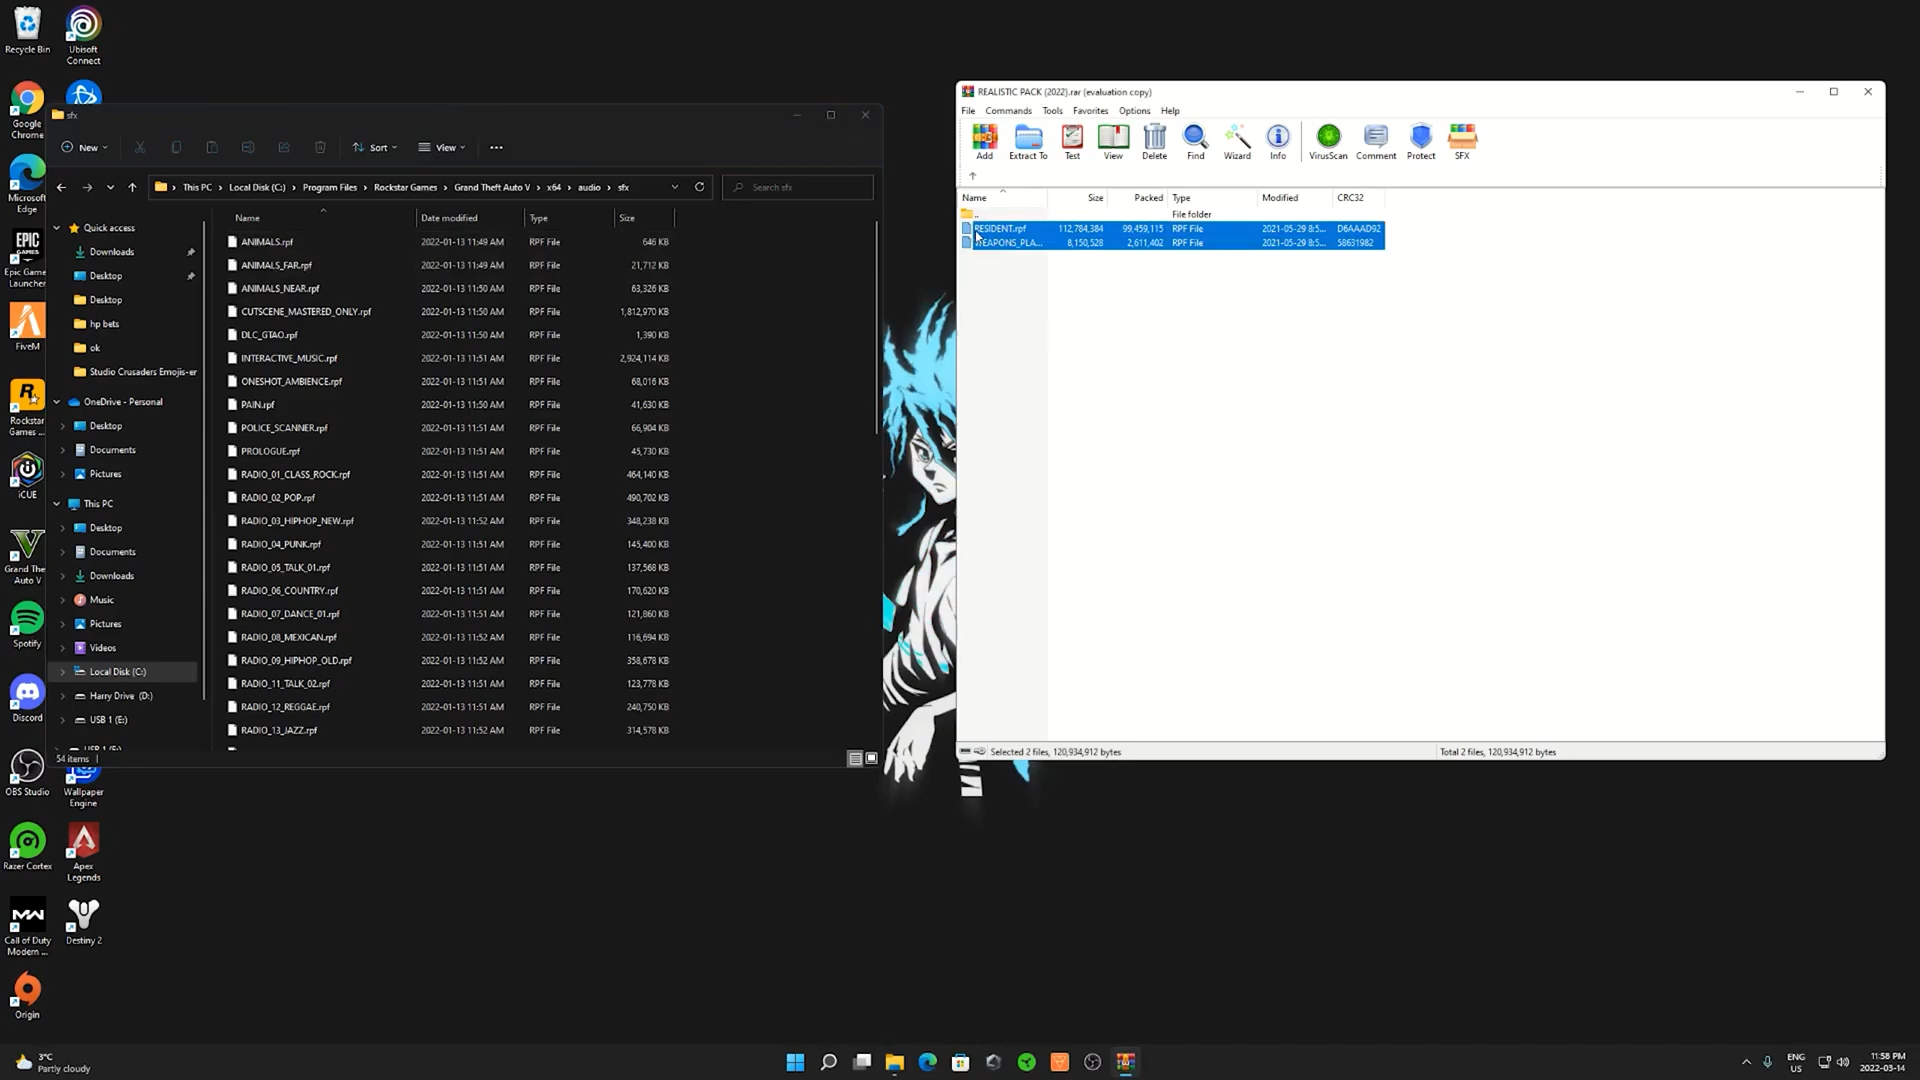 Recycle Bin
Ubisoft
Connect
Google
Chrome
Microsoft
Edge
EPIC
GAMES
Epic Games
Launcher
FiveM
Rockstar
Games ...
iCUE
Grand Theft
Auto V
Spotify
Discord
OBS Studio
Wallpaper
Engine
Razer Cortex
Apex
Legends
Call of Duty
Modern ...
Destiny 2
Origin
sfx
New
Sort
View
This PC
Local Disk (C:)
Program Files
Rockstar Games
Grand Theft Auto V
x64
audio
sfx
Search sfx
Quick access
Downloads
Desktop
Desktop
hp bets
ok
Studio Crusaders Emojis-er
OneDrive - Personal
Desktop
Documents
Pictures
This PC
Desktop
Documents
Downloads
Music
Pictures
Videos
Local Disk (C:)
Harry Drive (D:)
USB 1 (E:)
USB 1 (E:)
54 items
Name Date modified Type Size
ANIMALS.rpf 2022-01-13 11:49 AM RPF File 646 KB
ANIMALS_FAR.rpf 2022-01-13 11:49 AM RPF File 21,712 KB
ANIMALS_NEAR.rpf 2022-01-13 11:50 AM RPF File 63,326 KB
CUTSCENE_MASTERED_ONLY.rpf 2022-01-13 11:50 AM RPF File 1,812,970 KB
DLC_GTAO.rpf 2022-01-13 11:50 AM RPF File 1,390 KB
INTERACTIVE_MUSIC.rpf 2022-01-13 11:51 AM RPF File 2,924,114 KB
ONESHOT_AMBIENCE.rpf 2022-01-13 11:51 AM RPF File 68,016 KB
PAIN.rpf 2022-01-13 11:50 AM RPF File 41,630 KB
POLICE_SCANNER.rpf 2022-01-13 11:50 AM RPF File 66,904 KB
PROLOGUE.rpf 2022-01-13 11:50 AM RPF File 45,730 KB
RADIO_01_CLASS_ROCK.rpf 2022-01-13 11:51 AM RPF File 464,140 KB
RADIO_02_POP.rpf 2022-01-13 11:51 AM RPF File 490,702 KB
RADIO_03_HIPHOP_NEW.rpf 2022-01-13 11:52 AM RPF File 348,238 KB
RADIO_04_PUNK.rpf 2022-01-13 11:51 AM RPF File 145,400 KB
RADIO_05_TALK_01.rpf 2022-01-13 11:51 AM RPF File 137,568 KB
RADIO_06_COUNTRY.rpf 2022-01-13 11:51 AM RPF File 170,620 KB
RADIO_07_DANCE_01.rpf 2022-01-13 11:51 AM RPF File 121,860 KB
RADIO_08_MEXICAN.rpf 2022-01-13 11:52 AM RPF File 116,694 KB
RADIO_09_HIPHOP_OLD.rpf 2022-01-13 11:52 AM RPF File 358,678 KB
RADIO_11_TALK_02.rpf 2022-01-13 11:51 AM RPF File 123,778 KB
RADIO_12_REGGAE.rpf 2022-01-13 11:51 AM RPF File 240,750 KB
RADIO_13_JAZZ.rpf 2022-01-13 11:52 AM RPF File 314,578 KB
REALISTIC PACK (2022).rar (evaluation copy)
File Commands Tools Favorites Options Help
Add Extract To Test View Delete Find Wizard Info VirusScan Comment Protect SFX
Name Size Packed Type Modified CRC32
.. File folder
RESIDENT.rpf 112,784,384 99,459,115 RPF File 2021-05-29 8:5... D6AAAD92
WEAPONS_PLA... 8,150,528 2,611,402 RPF File 2021-05-29 8:5... 58631982
Selected 2 files, 120,934,912 bytes
Total 2 files, 120,934,912 bytes
3°C
Partly cloudy
ENG
US
11:58 PM
2022-03-14